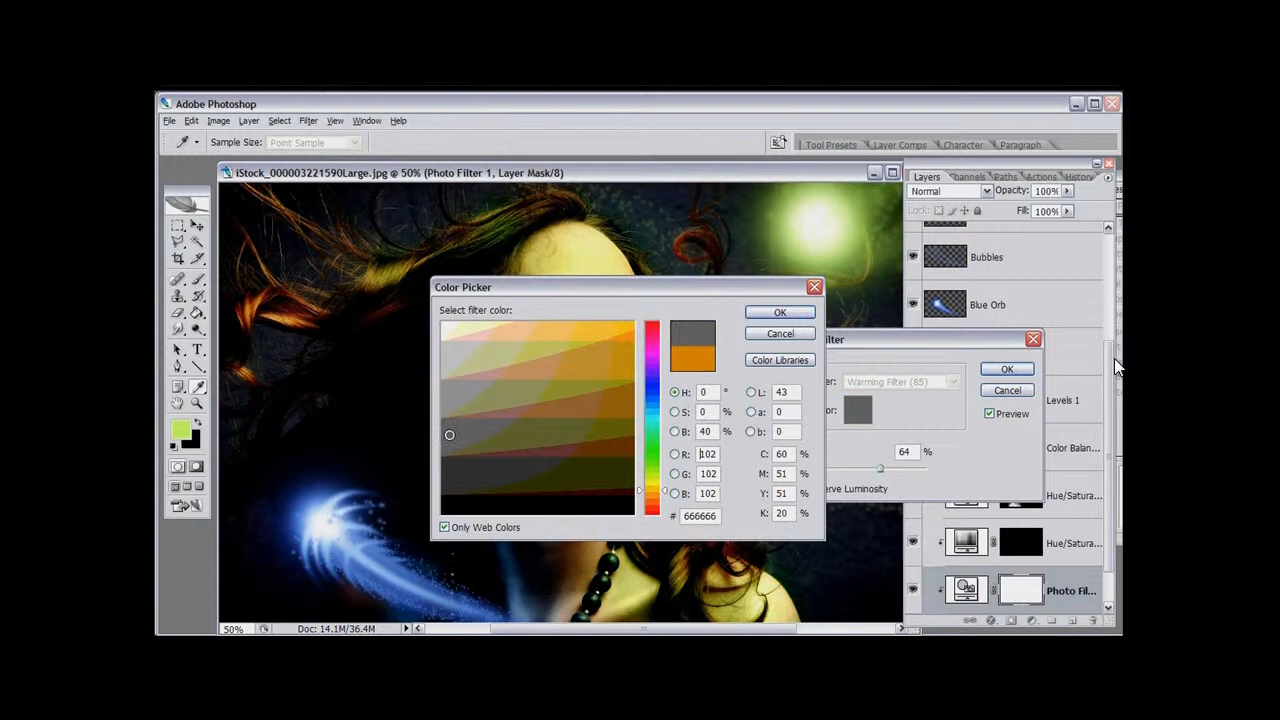 Adobe Photoshop
File Edit Image Layer Select Filter View Window Help
Sample Size: Point Sample
Tool Presets Layer Comps Character Paragraph
iStock_000003221590Large.jpg @ 50% (Photo Filter 1, Layer Mask/8)
Layers Channels Paths Actions History
Normal Opacity: 100%
Lock: Fill: 100%
Bubbles
Blue Orb
Levels 1
Color Balan...
Hue/Satura...
Hue/Satura...
Photo Fil...
Color Picker
Select filter color:
OK
Cancel
Color Libraries
H: 0 °
S: 0 %
B: 40 %
R: 102
G: 102
B: 102
# 666666
L: 43
a: 0
b: 0
C: 60 %
M: 51 %
Y: 51 %
K: 20 %
Only Web Colors
ilter
er: Warming Filter (85)
or:
OK
Cancel
Preview
64 %
erve Luminosity
50% Doc: 14.1M/36.4M